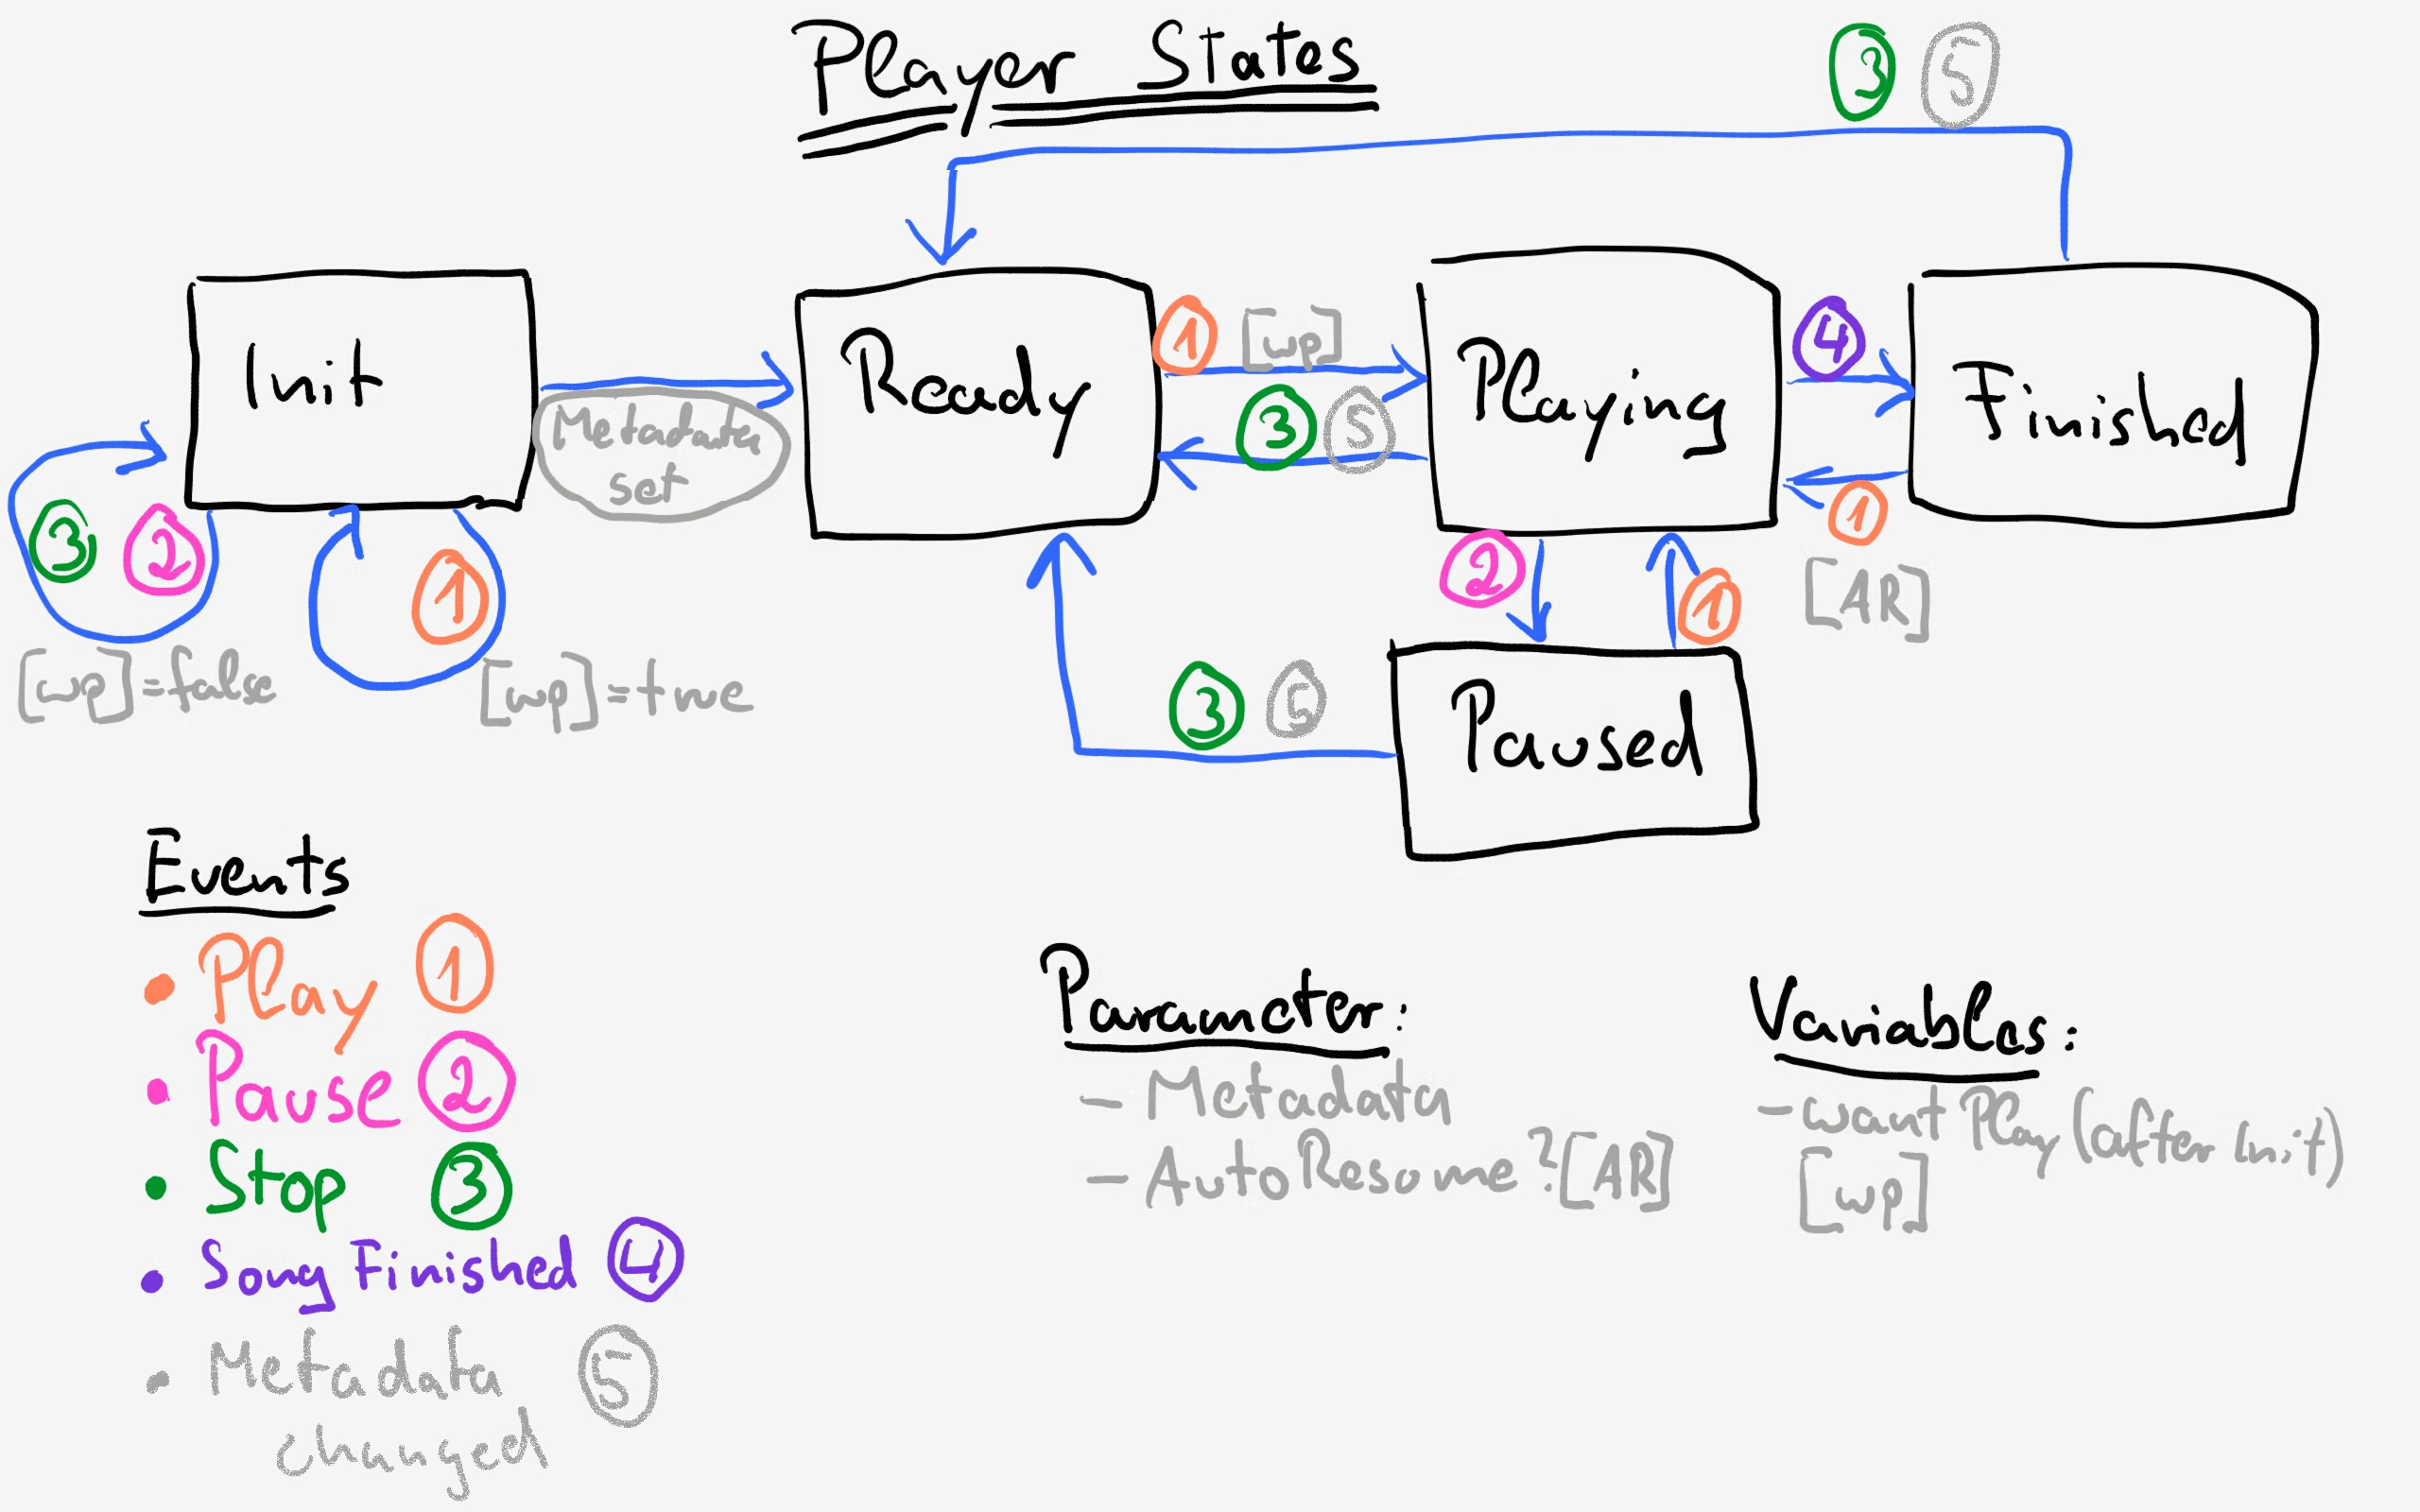 Player States
3 5
Init
Ready
Playing
Finished
Metadata
set
1 [wp]
3 5
4
1
[AR]
3 2
[wp]=false
1
[wp]=true
2
1
3 5
Paused
Events
• Play 1
• Pause 2
• Stop 3
• Song Finished 4
• Metadata 5
changed
Parameter:
- Metadata
- Auto Resume? [AR]
Variables:
- want Play (after Init)
[wp]